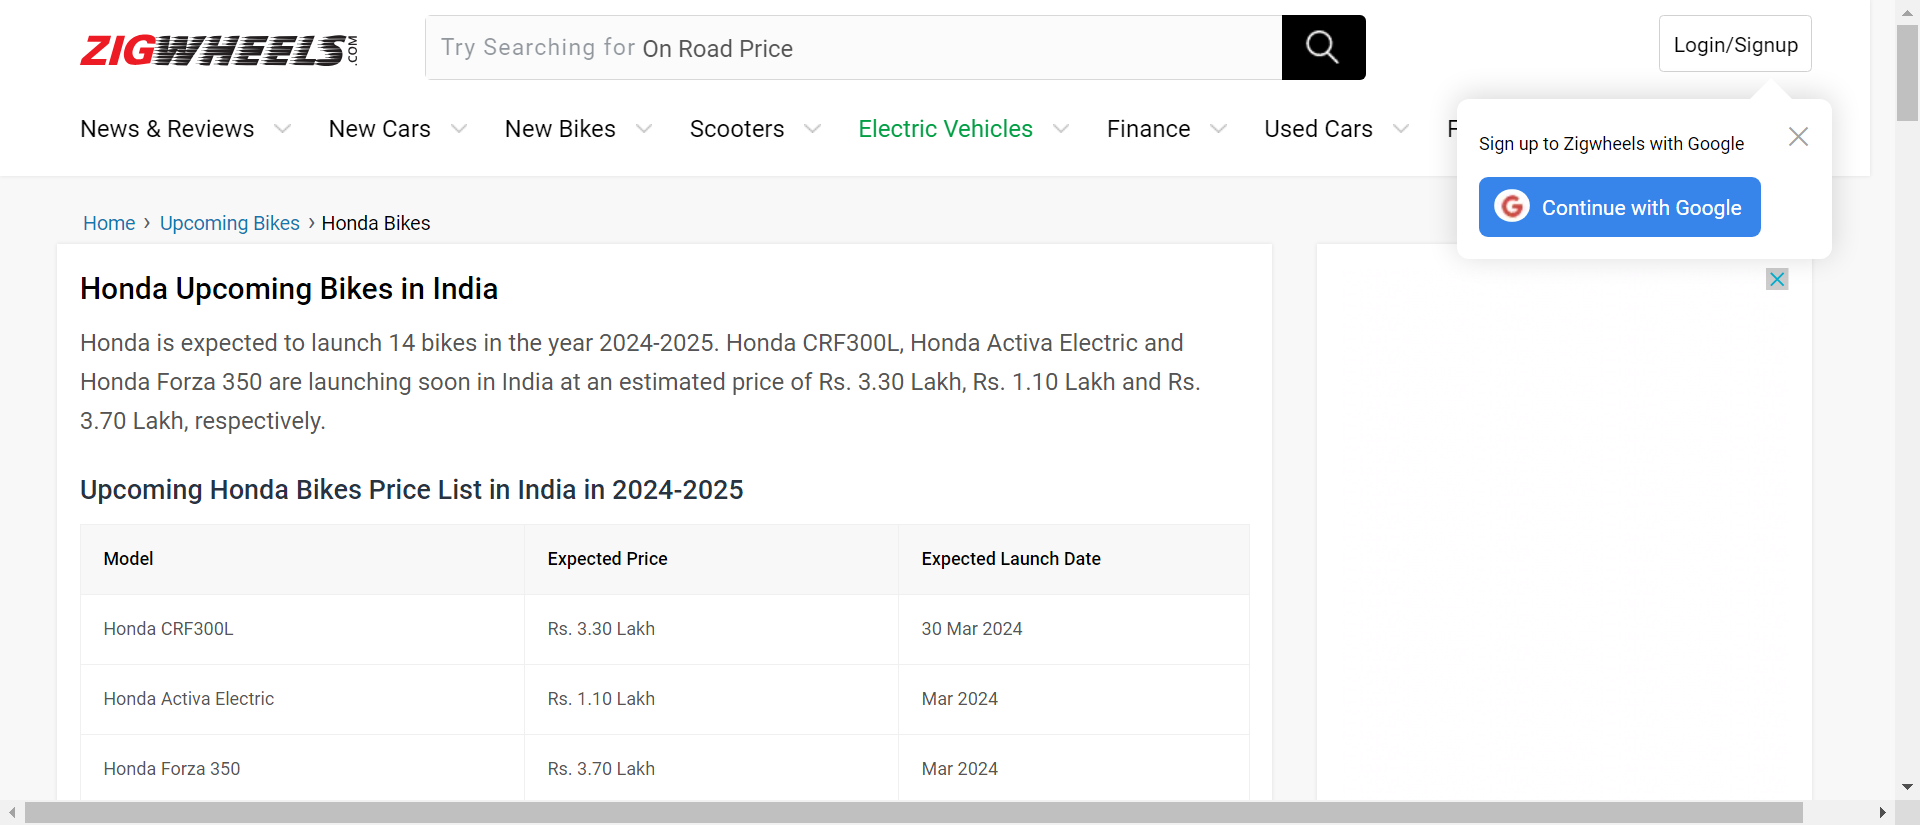 ZIGWHEELS.COM
Try Searching for On Road Price
Login/Signup
News & Reviews New Cars New Bikes Scooters Electric Vehicles Finance Used Cars
Sign up to Zigwheels with Google
Continue with Google
Home › Upcoming Bikes › Honda Bikes
Honda Upcoming Bikes in India
Honda is expected to launch 14 bikes in the year 2024-2025. Honda CRF300L, Honda Activa Electric and
Honda Forza 350 are launching soon in India at an estimated price of Rs. 3.30 Lakh, Rs. 1.10 Lakh and Rs.
3.70 Lakh, respectively.
Upcoming Honda Bikes Price List in India in 2024-2025
Model Expected Price Expected Launch Date
Honda CRF300L Rs. 3.30 Lakh 30 Mar 2024
Honda Activa Electric Rs. 1.10 Lakh Mar 2024
Honda Forza 350 Rs. 3.70 Lakh Mar 2024